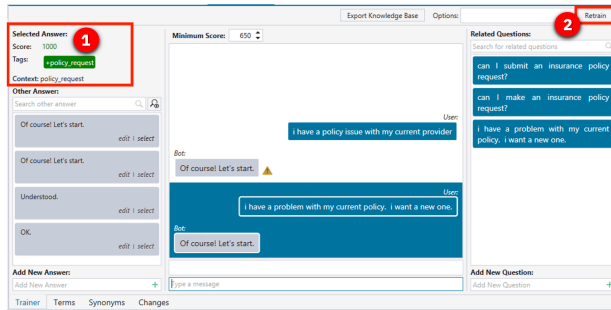 Export Knowledge Base Options: Retrain
2
Selected Answer:
Score: 1000
1
Tags: +policy_request
Context: policy_request
Other Answer:
Search other answer
Of course! Let's start.
edit | select
Of course! Let's start.
edit | select
Understood.
edit | select
OK.
edit | select
Add New Answer:
Add New Answer +
Minimum Score: 650
User:
i have a policy issue with my current provider
Bot:
Of course! Let's start.
User:
i have a problem with my current policy. i want a new one.
Bot:
Of course! Let's start.
Type a message
Related Questions:
Search for related questions
can I submit an insurance policy
request?
can I make an insurance policy
request?
i have a problem with my current
policy. i want a new one.
Add New Question:
Add New Question +
Trainer Terms Synonyms Changes